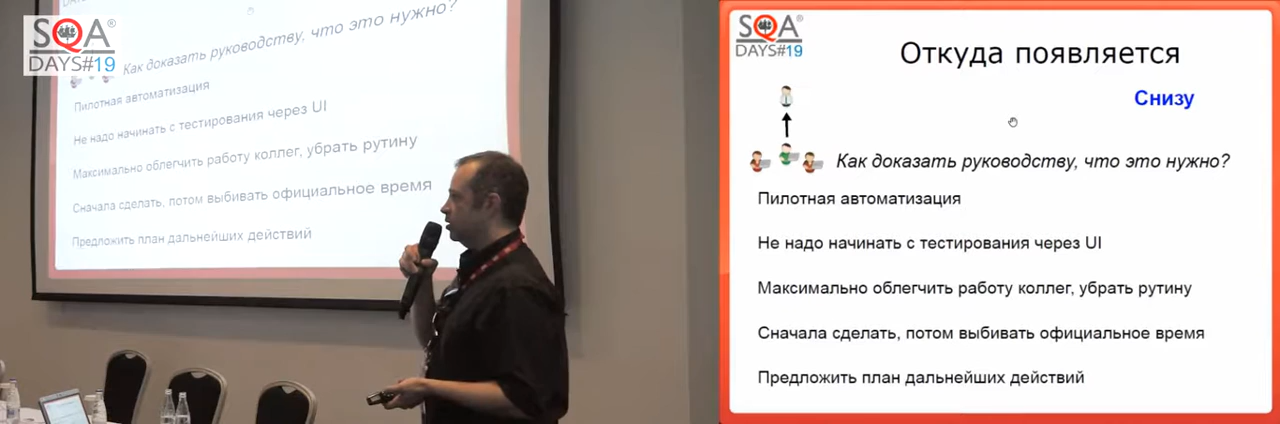 SQA®
DAYS#19
Как доказать руководству, что это нужно?
Пилотная автоматизация
Не надо начинать с тестирования через UI
Максимально облегчить работу коллег, убрать рутину
Сначала сделать, потом выбивать официальное время
Предложить план дальнейших действий
SQA®
DAYS#19
Откуда появляется
Снизу
Как доказать руководству, что это нужно?
Пилотная автоматизация
Не надо начинать с тестирования через UI
Максимально облегчить работу коллег, убрать рутину
Сначала сделать, потом выбивать официальное время
Предложить план дальнейших действий